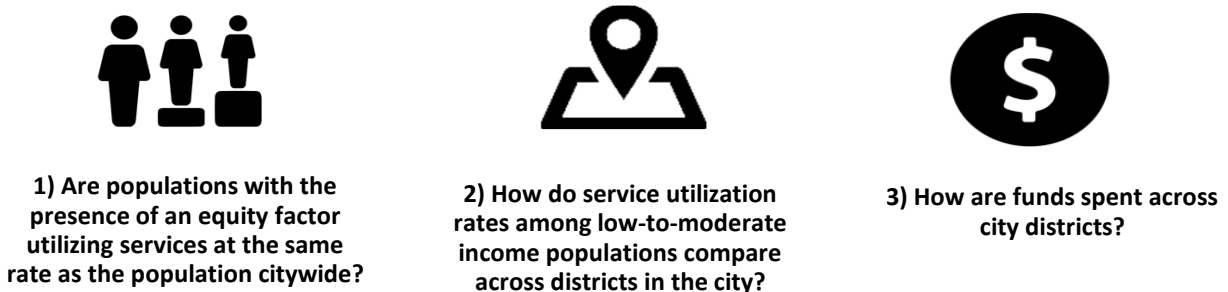 $
1) Are populations with the
presence of an equity factor
utilizing services at the same
rate as the population citywide?
2) How do service utilization
rates among low-to-moderate
income populations compare
across districts in the city?
3) How are funds spent across
city districts?